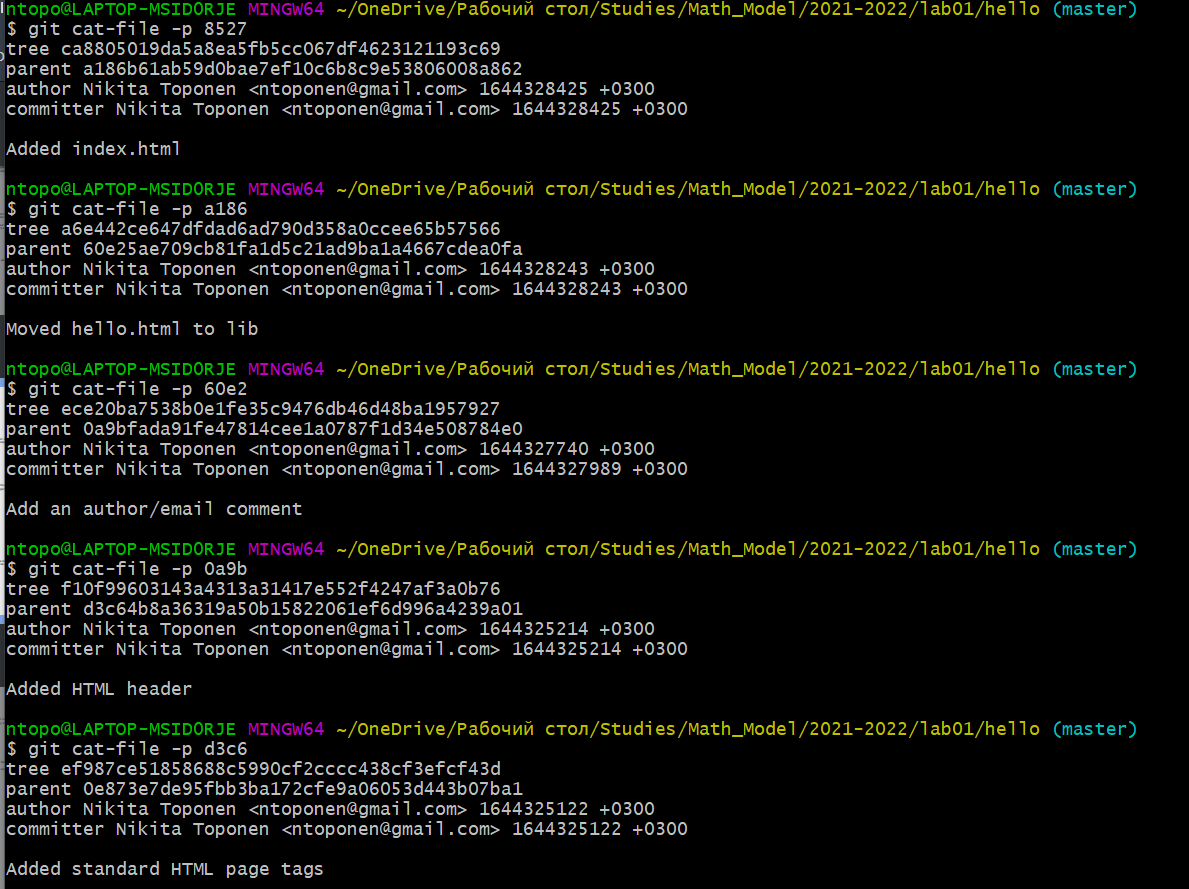 ntopo@LAPTOP-MSIDORJE MINGW64 ~/OneDrive/Рабочий стол/Studies/Math_Model/2021-2022/lab01/hello (master)
$ git cat-file -p 8527
tree ca8805019da5a8ea5fb5cc067df4623121193c69
parent a186b61ab59d0bae7ef10c6b8c9e53806008a862
author Nikita Toponen <ntoponen@gmail.com> 1644328425 +0300
committer Nikita Toponen <ntoponen@gmail.com> 1644328425 +0300

Added index.html

ntopo@LAPTOP-MSIDORJE MINGW64 ~/OneDrive/Рабочий стол/Studies/Math_Model/2021-2022/lab01/hello (master)
$ git cat-file -p a186
tree a6e442ce647dfdad6ad790d358a0ccee65b57566
parent 60e25ae709cb81fa1d5c21ad9ba1a4667cdea0fa
author Nikita Toponen <ntoponen@gmail.com> 1644328243 +0300
committer Nikita Toponen <ntoponen@gmail.com> 1644328243 +0300

Moved hello.html to lib

ntopo@LAPTOP-MSIDORJE MINGW64 ~/OneDrive/Рабочий стол/Studies/Math_Model/2021-2022/lab01/hello (master)
$ git cat-file -p 60e2
tree ece20ba7538b0e1fe35c9476db46d48ba1957927
parent 0a9bfada91fe47814cee1a0787f1d34e508784e0
author Nikita Toponen <ntoponen@gmail.com> 1644327740 +0300
committer Nikita Toponen <ntoponen@gmail.com> 1644327989 +0300

Add an author/email comment

ntopo@LAPTOP-MSIDORJE MINGW64 ~/OneDrive/Рабочий стол/Studies/Math_Model/2021-2022/lab01/hello (master)
$ git cat-file -p 0a9b
tree f10f99603143a4313a31417e552f4247af3a0b76
parent d3c64b8a36319a50b15822061ef6d996a4239a01
author Nikita Toponen <ntoponen@gmail.com> 1644325214 +0300
committer Nikita Toponen <ntoponen@gmail.com> 1644325214 +0300

Added HTML header

ntopo@LAPTOP-MSIDORJE MINGW64 ~/OneDrive/Рабочий стол/Studies/Math_Model/2021-2022/lab01/hello (master)
$ git cat-file -p d3c6
tree ef987ce51858688c5990cf2cccc438cf3efcf43d
parent 0e873e7de95fbb3ba172cfe9a06053d443b07ba1
author Nikita Toponen <ntoponen@gmail.com> 1644325122 +0300
committer Nikita Toponen <ntoponen@gmail.com> 1644325122 +0300

Added standard HTML page tags